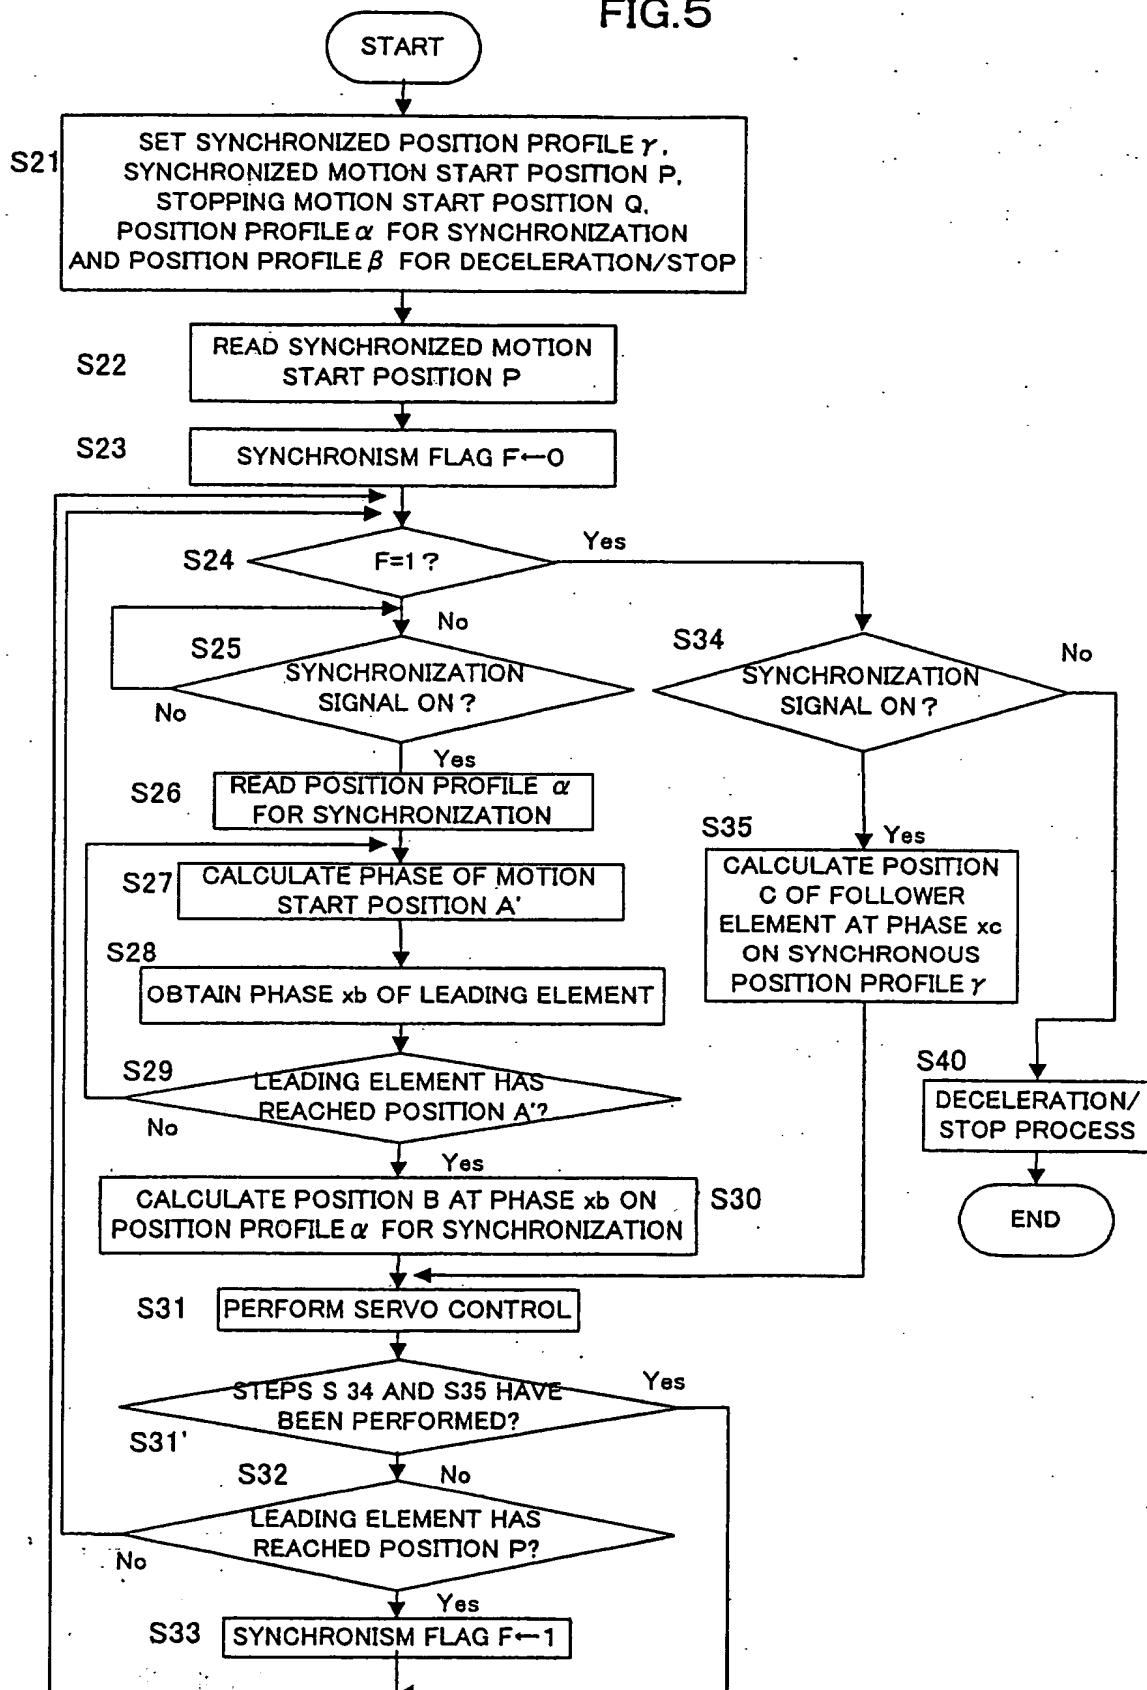 FIG.5
START
S21
SET SYNCHRONIZED POSITION PROFILE γ,
SYNCHRONIZED MOTION START POSITION P,
STOPPING MOTION START POSITION Q,
POSITION PROFILE α FOR SYNCHRONIZATION
AND POSITION PROFILE β FOR DECELERATION/STOP
S22
READ SYNCHRONIZED MOTION
START POSITION P
S23
SYNCHRONISM FLAG F←0
S24
F=1?
Yes
No
S25
SYNCHRONIZATION
SIGNAL ON?
No
Yes
S34
SYNCHRONIZATION
SIGNAL ON?
No
Yes
S26
READ POSITION PROFILE α
FOR SYNCHRONIZATION
S35
CALCULATE POSITION
C OF FOLLOWER
ELEMENT AT PHASE xc
ON SYNCHRONOUS
POSITION PROFILE γ
S27
CALCULATE PHASE OF MOTION
START POSITION A'
S28
OBTAIN PHASE xb OF LEADING ELEMENT
S29
LEADING ELEMENT HAS
REACHED POSITION A'?
No
Yes
S40
DECELERATION/
STOP PROCESS
END
CALCULATE POSITION B AT PHASE xb ON
POSITION PROFILE α FOR SYNCHRONIZATION
S30
S31
PERFORM SERVO CONTROL
STEPS S 34 AND S35 HAVE
BEEN PERFORMED?
Yes
S31'
No
S32
LEADING ELEMENT HAS
REACHED POSITION P?
No
Yes
S33
SYNCHRONISM FLAG F←1